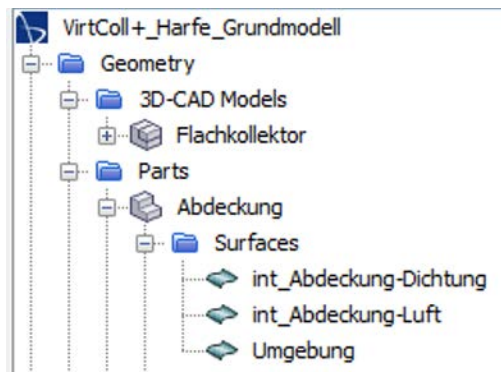 VirtColl+_Harfe_Grundmodell
Geometry
3D-CAD Models
Flachkollektor
Parts
Abdeckung
Surfaces
int_Abdeckung-Dichtung
int_Abdeckung-Luft
Umgebung